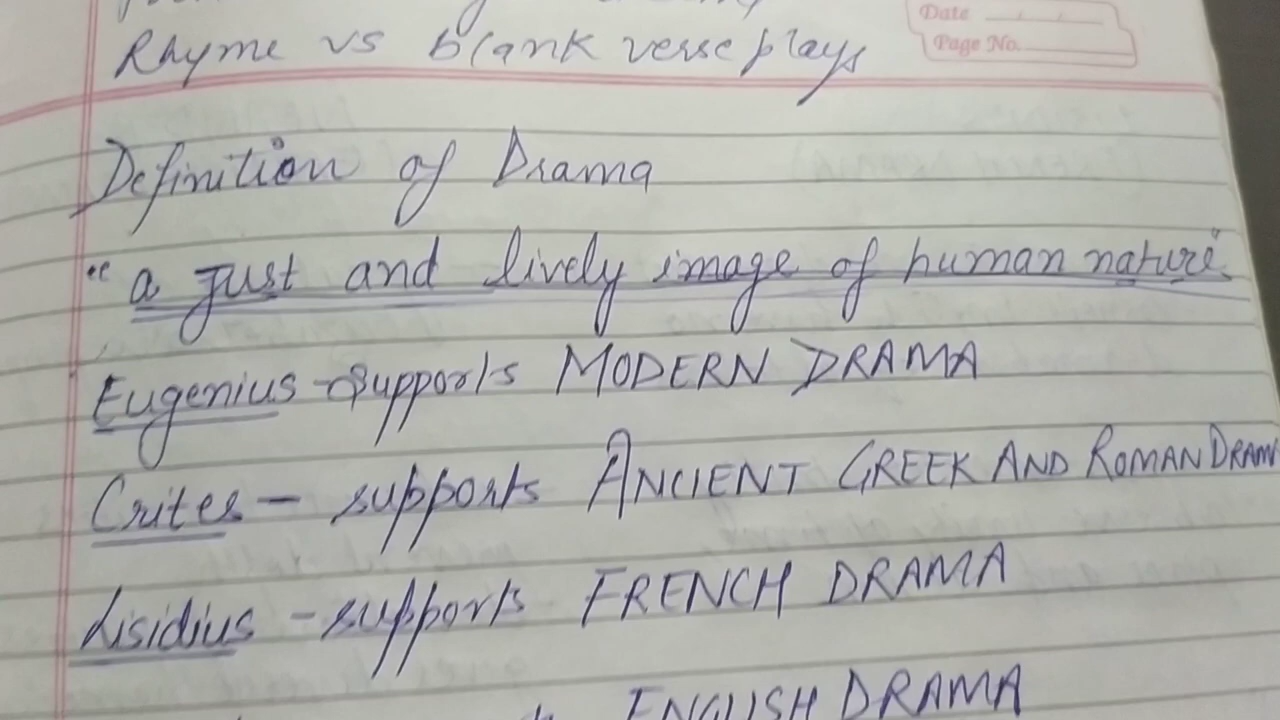 Date
Page No.
Rhyme vs blank verse plays
Definition of Drama
"a just and lively image of human nature"
Eugenius - supports MODERN DRAMA
Crites - supports ANCIENT GREEK AND ROMAN DRAM
Lisidius - supports FRENCH DRAMA
ENGLISH DRAMA